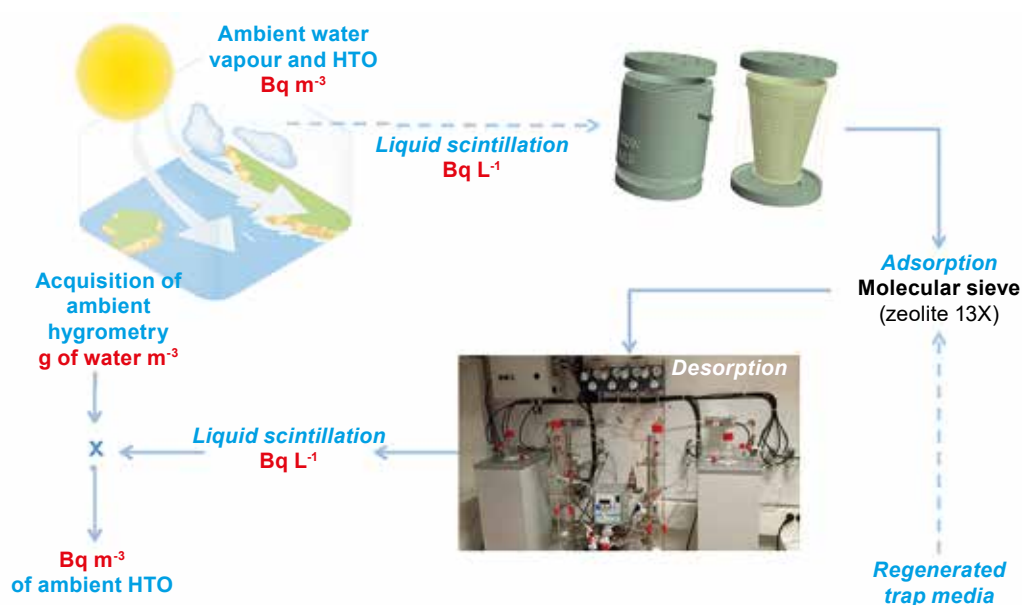 Ambient water
vapour and HTO
Bq m-3
Liquid scintillation
Bq L-1
Adsorption
Molecular sieve
(zeolite 13X)
Acquisition of
ambient
hygrometry
g of water m-3
Desorption
x
Liquid scintillation
Bq L-1
Bq m-3
of ambient HTO
Regenerated
trap media